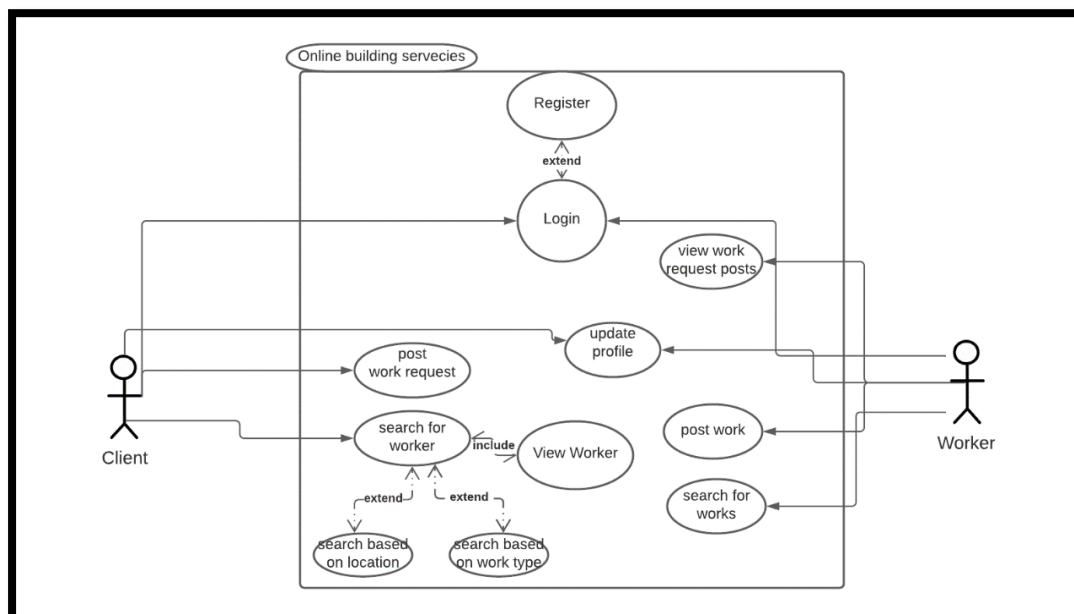 Online building servecies
Register
extend
Login
view work
request posts
update
profile
post
work request
search for
worker
include
View Worker
post work
Client
Worker
extend
extend
search for
works
search based
on location
search based
on work type